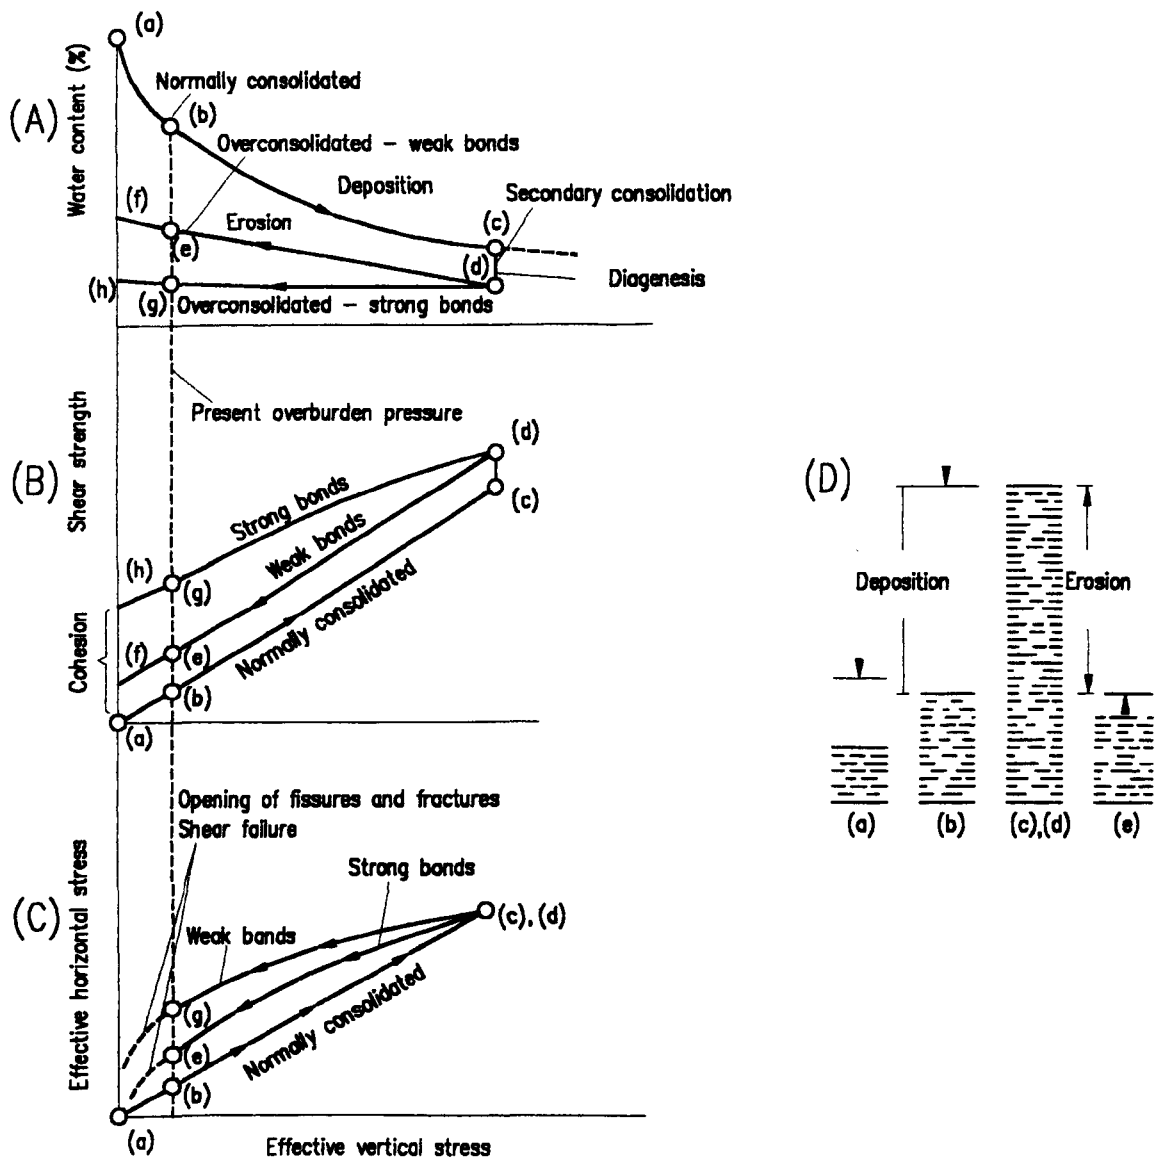 (A)
Water content (%)
(a)
Normally consolidated
(b)
Overconsolidated – weak bonds
Deposition
Secondary consolidation
(f)
Erosion
(c)
(e)
(d)
Diagenesis
(h)
(g)
Overconsolidated – strong bonds
Present overburden pressure
(B)
Shear strength
Cohesion
(d)
(c)
Strong bonds
Weak bonds
Normally consolidated
(h)
(g)
(f)
(e)
(b)
(a)
(C)
Effective horizontal stress
Opening of fissures and fractures
Shear failure
Strong bonds
Weak bands
(c), (d)
Normally consolidated
(g)
(e)
(b)
(a)
Effective vertical stress
(D)
Deposition
Erosion
(a)
(b)
(c),(d)
(e)